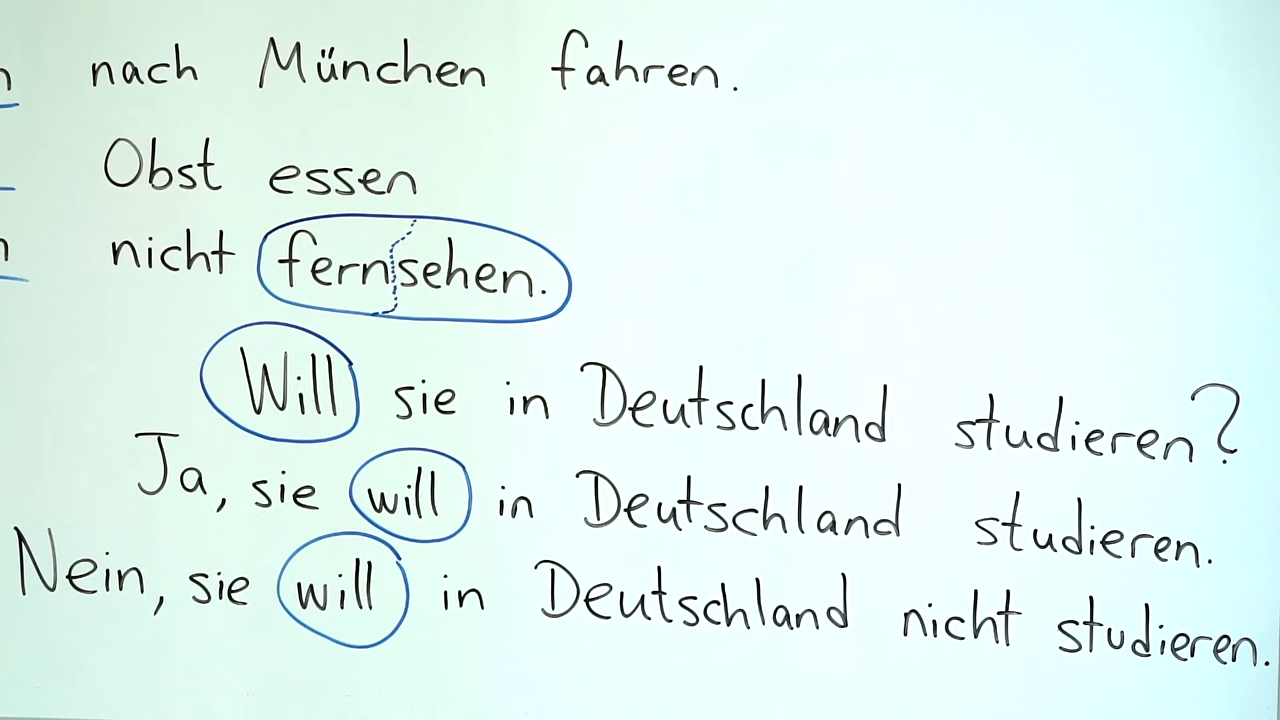 n nach München fahren.
Obst essen
n nicht fernsehen.
Will sie in Deutschland studieren?
Ja, sie will in Deutschland studieren.
Nein, sie will in Deutschland nicht studieren.